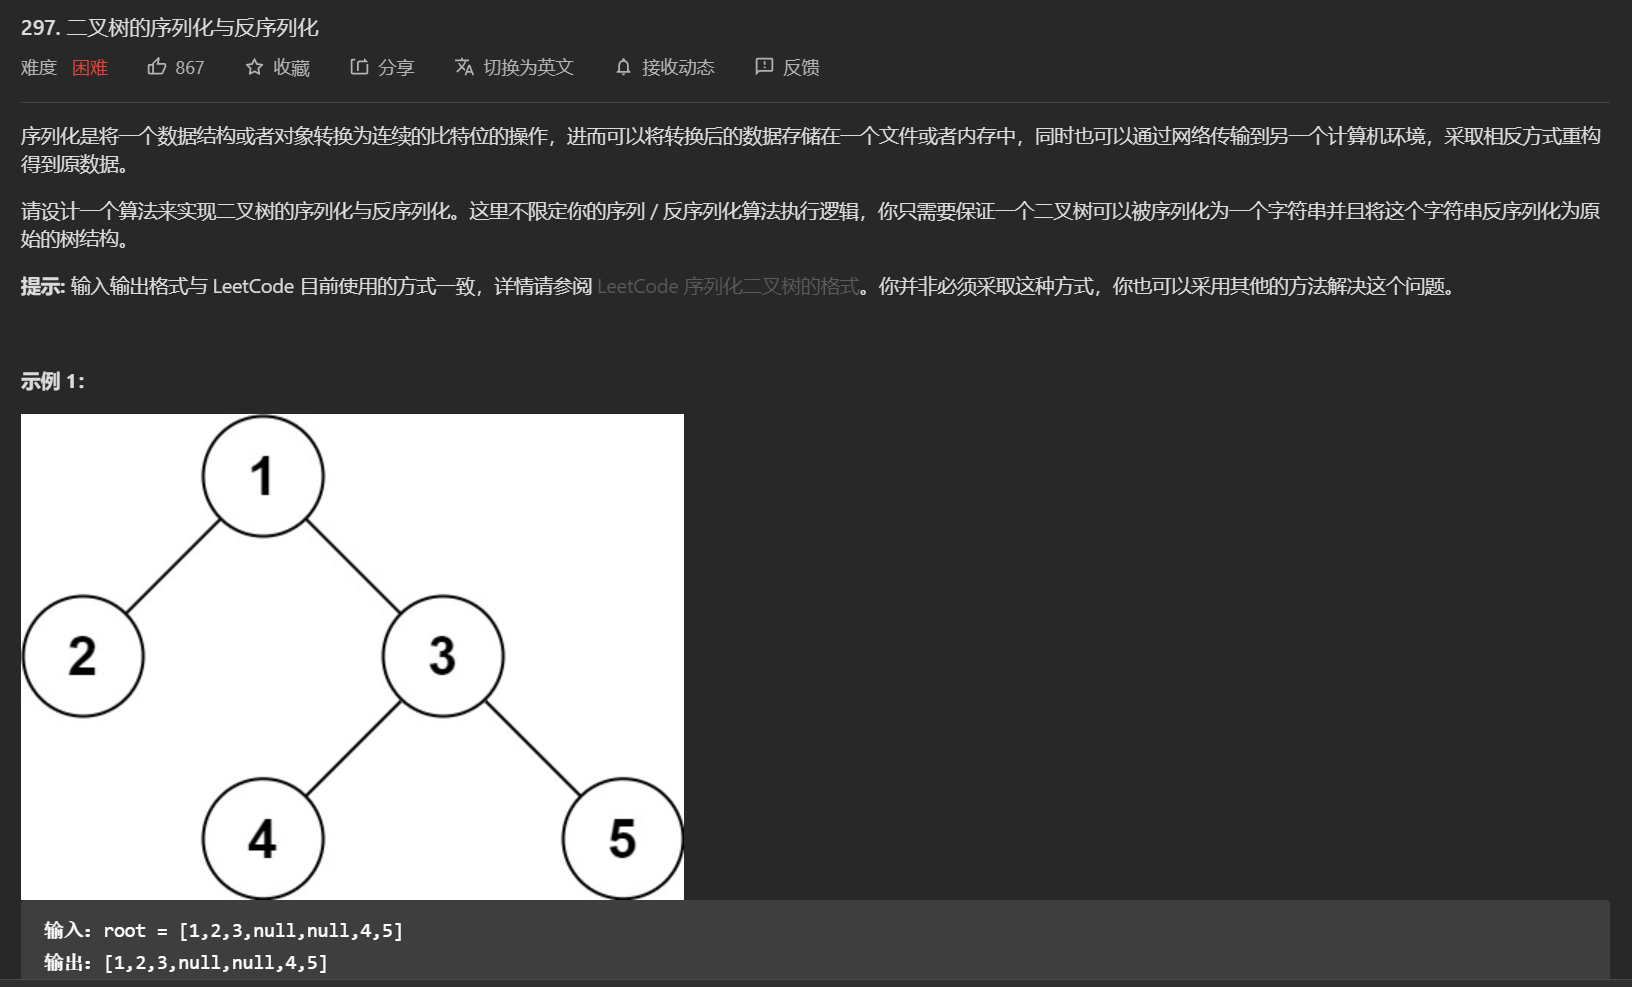 297. 二叉树的序列化与反序列化
难度 困难 867 收藏 分享 切换为英文 接收动态 反馈
序列化是将一个数据结构或者对象转换为连续的比特位的操作，进而可以将转换后的数据存储在一个文件或者内存中，同时也可以通过网络传输到另一个计算机环境，采取相反方式重构
得到原数据。
请设计一个算法来实现二叉树的序列化与反序列化。这里不限定你的序列 / 反序列化算法执行逻辑，你只需要保证一个二叉树可以被序列化为一个字符串并且将这个字符串反序列化为原
始的树结构。
提示: 输入输出格式与 LeetCode 目前使用的方式一致，详情请参阅 LeetCode 序列化二叉树的格式。你并非必须采取这种方式，你也可以采用其他的方法解决这个问题。
示例 1：
1
2 3
4 5
输入：root = [1,2,3,null,null,4,5]
输出：[1,2,3,null,null,4,5]